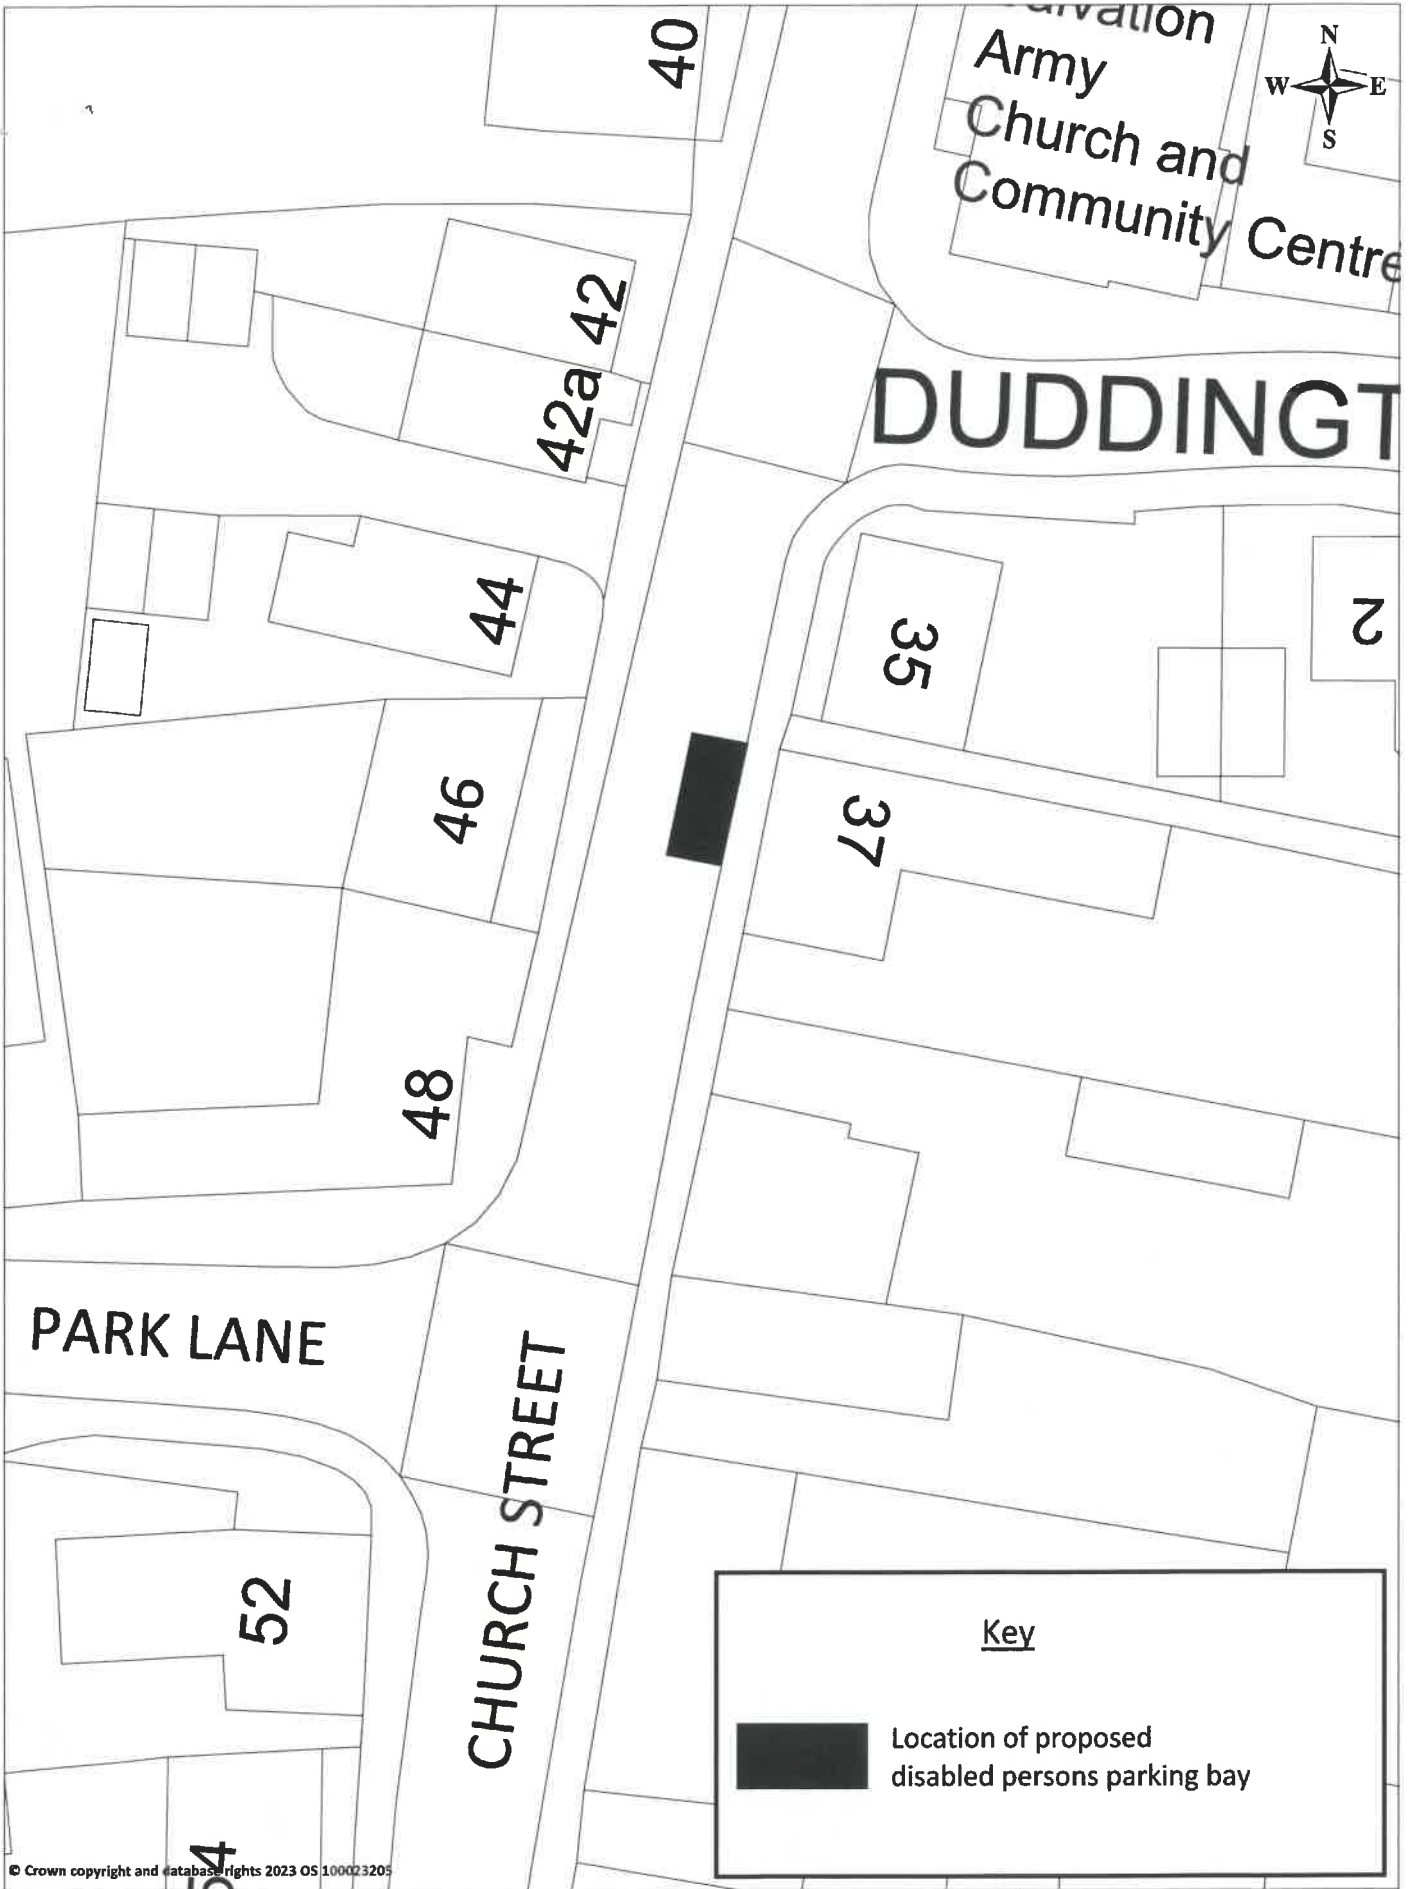 40
Army
Church and
Community Centre
N
W E
S
42
42a
DUDDINGT
44
35
2
46
37
48
PARK LANE
CHURCH STREET
52
Key
Location of proposed
disabled persons parking bay
54
© Crown copyright and database rights 2023 OS 100023205